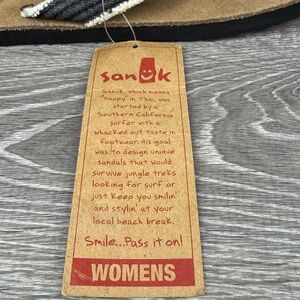 sanuk
Sanuk, which means
"happy" in Thai, was
started by a
Southern California
surfer with a
whacked out taste in
footwear. His goal
was to design unique
sandals that would
survive jungle treks
looking for surf or
just keep you smilin'
and stylin' at your
local beach break.
Smile...Pass it on!
WOMENS